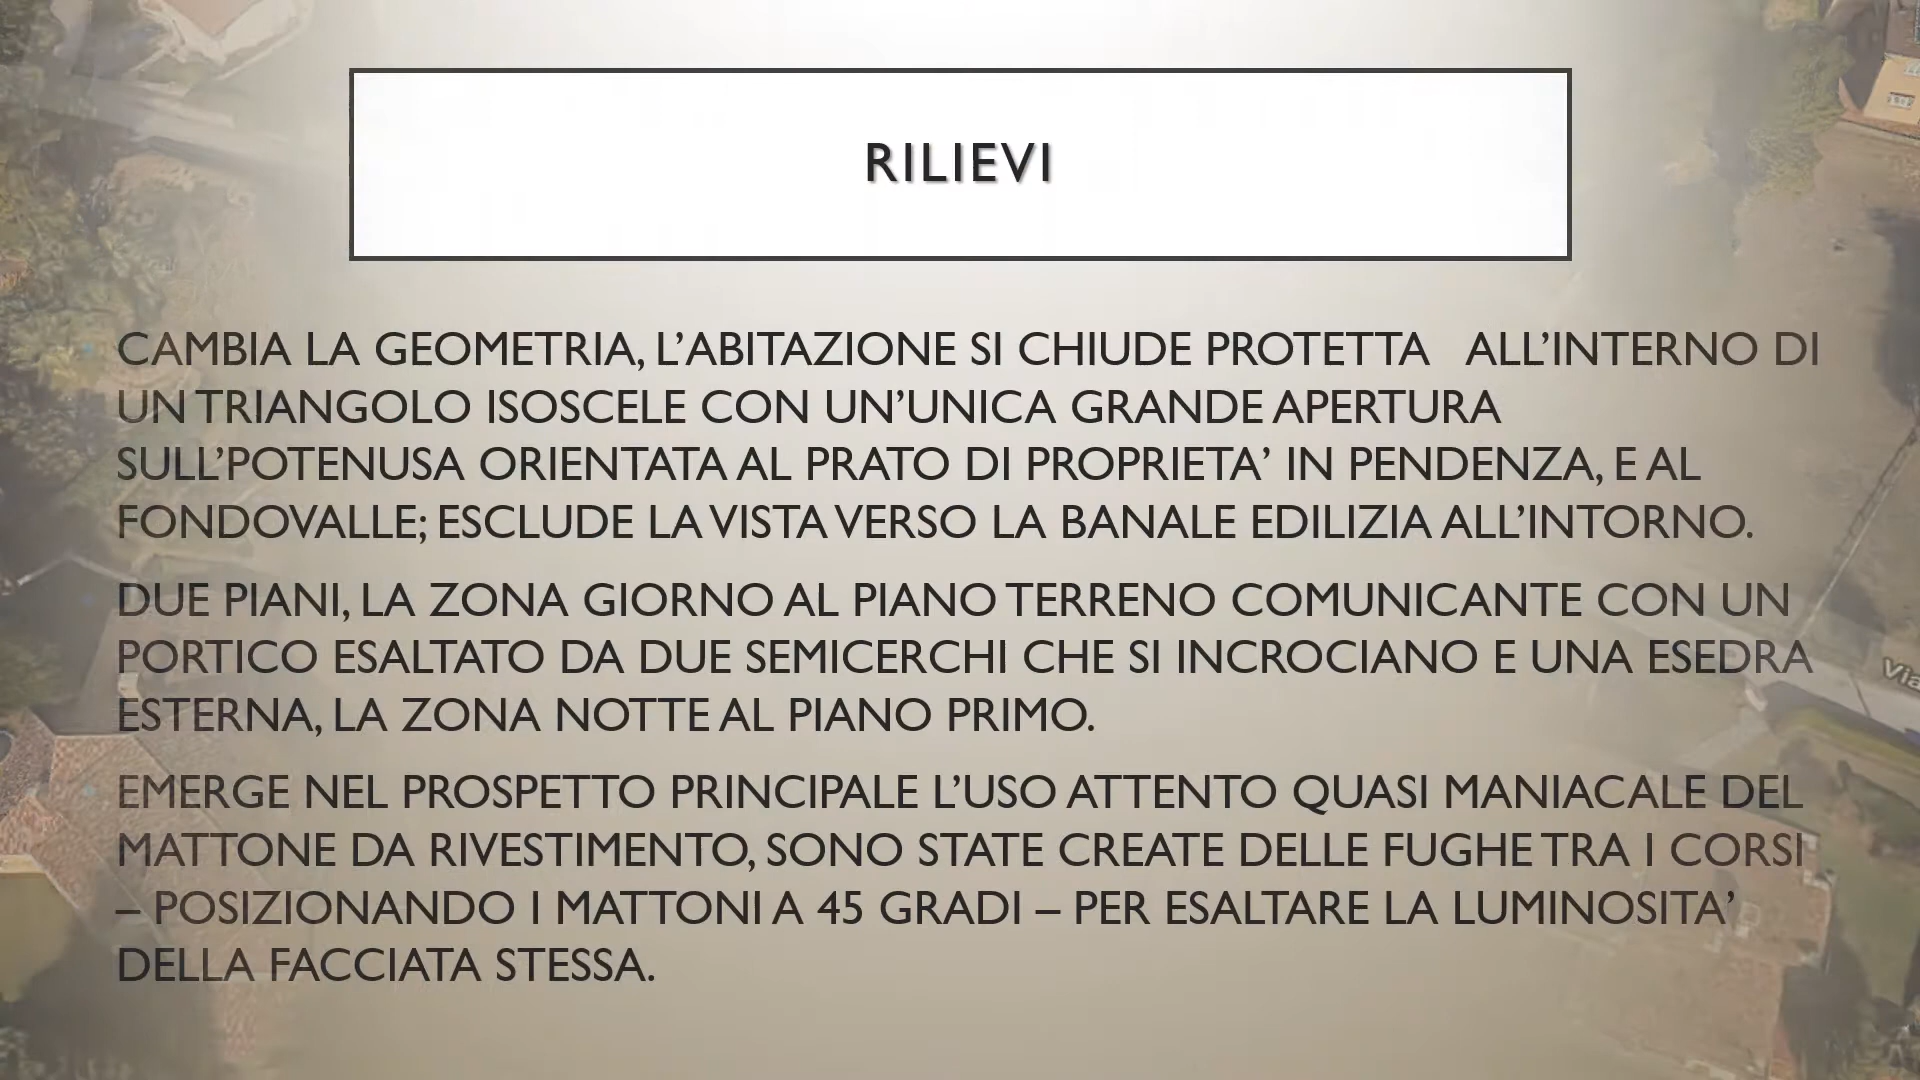 RILIEVI
CAMBIA LA GEOMETRIA, L’ABITAZIONE SI CHIUDE PROTETTA ALL’INTERNO DI
UN TRIANGOLO ISOSCELE CON UN’UNICA GRANDE APERTURA
SULL’POTENUSA ORIENTATA AL PRATO DI PROPRIETA’ IN PENDENZA, E AL
FONDOVALLE; ESCLUDE LA VISTA VERSO LA BANALE EDILIZIA ALL’INTORNO.
DUE PIANI, LA ZONA GIORNO AL PIANO TERRENO COMUNICANTE CON UN
PORTICO ESALTATO DA DUE SEMICERCHI CHE SI INCROCIANO E UNA ESEDRA
ESTERNA, LA ZONA NOTTE AL PIANO PRIMO.
EMERGE NEL PROSPETTO PRINCIPALE L’USO ATTENTO QUASI MANIACALE DEL
MATTONE DA RIVESTIMENTO, SONO STATE CREATE DELLE FUGHE TRA I CORSI
– POSIZIONANDO I MATTONI A 45 GRADI – PER ESALTARE LA LUMINOSITA’
DELLA FACCIATA STESSA.
Via